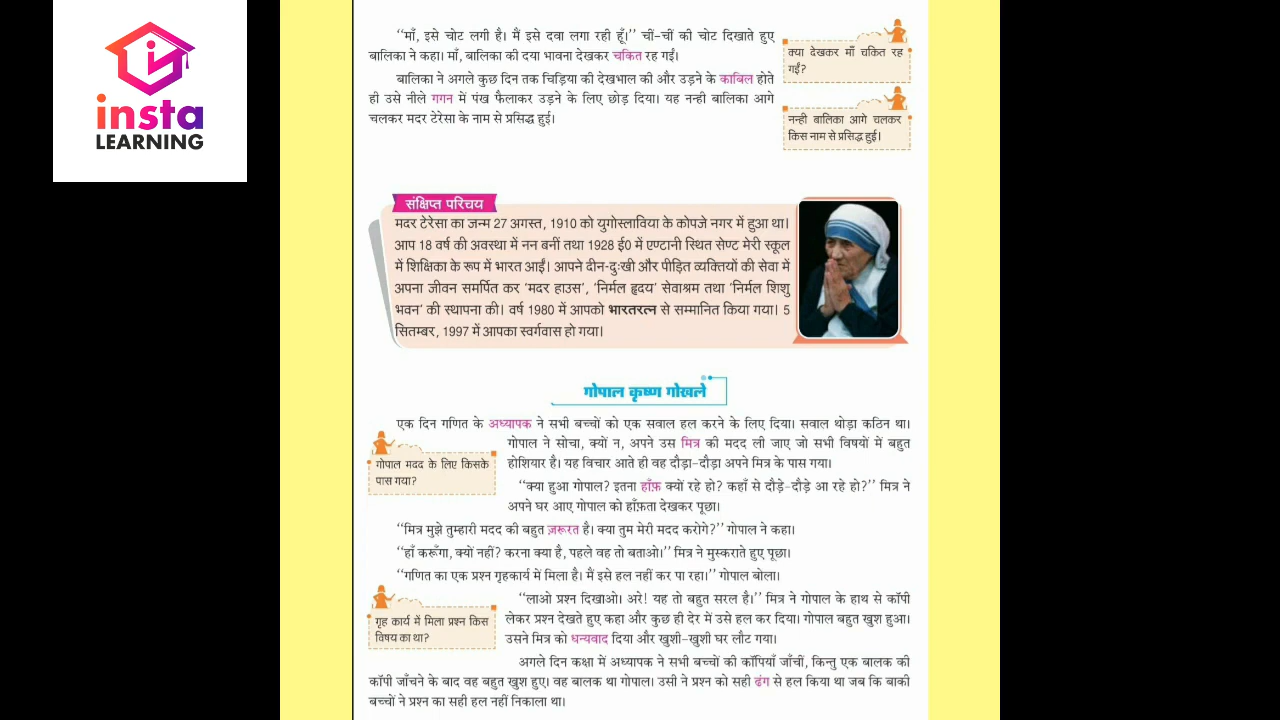 insta
LEARNING
“माँ, इसे चोट लगी है। मैं इसे दवा लगा रही हूँ।” चीं-चीं की चोट दिखाते हुए
बालिका ने कहा। माँ, बालिका की दया भावना देखकर चकित रह गईं।
क्या देखकर माँ चकित रह
गईं?
बालिका ने अगले कुछ दिन तक चिड़िया की देखभाल की और उड़ने के काबिल होते
ही उसे नीले गगन में पंख फैलाकर उड़ने के लिए छोड़ दिया। यह नन्ही बालिका आगे
चलकर मदर टेरेसा के नाम से प्रसिद्ध हुई।
नन्ही बालिका आगे चलकर
किस नाम से प्रसिद्ध हुई।
संक्षिप्त परिचय
मदर टेरेसा का जन्म 27 अगस्त, 1910 को युगोस्लाविया के कोपजे नगर में हुआ था।
आप 18 वर्ष की अवस्था में नन बनीं तथा 1928 ई0 में एण्टानी स्थित सेण्ट मेरी स्कूल
में शिक्षिका के रूप में भारत आईं। आपने दीन-दुःखी और पीड़ित व्यक्तियों की सेवा में
अपना जीवन समर्पित कर ‘मदर हाउस’, ‘निर्मल हृदय’ सेवाश्रम तथा ‘निर्मल शिशु
भवन’ की स्थापना की। वर्ष 1980 में आपको भारतरत्न से सम्मानित किया गया। 5
सितम्बर, 1997 में आपका स्वर्गवास हो गया।
गोपाल कृष्ण गोखले
एक दिन गणित के अध्यापक ने सभी बच्चों को एक सवाल हल करने के लिए दिया। सवाल थोड़ा कठिन था।
गोपाल ने सोचा, क्यों न, अपने उस मित्र की मदद ली जाए जो सभी विषयों में बहुत
होशियार है। यह विचार आते ही वह दौड़ा-दौड़ा अपने मित्र के पास गया।
गोपाल मदद के लिए किसके
पास गया?
“क्या हुआ गोपाल? इतना हाँफ़ क्यों रहे हो? कहाँ से दौड़े-दौड़े आ रहे हो?” मित्र ने
अपने घर आए गोपाल को हाँफ़ता देखकर पूछा।
“मित्र मुझे तुम्हारी मदद की बहुत ज़रूरत है। क्या तुम मेरी मदद करोगे?” गोपाल ने कहा।
“हाँ करूँगा, क्यों नहीं? करना क्या है, पहले वह तो बताओ।” मित्र ने मुस्कराते हुए पूछा।
“गणित का एक प्रश्न गृहकार्य में मिला है। मैं इसे हल नहीं कर पा रहा।” गोपाल बोला।
“लाओ प्रश्न दिखाओ। अरे! यह तो बहुत सरल है।” मित्र ने गोपाल के हाथ से कॉपी
लेकर प्रश्न देखते हुए कहा और कुछ ही देर में उसे हल कर दिया। गोपाल बहुत खुश हुआ।
उसने मित्र को धन्यवाद दिया और खुशी-खुशी घर लौट गया।
गृह कार्य में मिला प्रश्न किस
विषय का था?
अगले दिन कक्षा में अध्यापक ने सभी बच्चों की कॉपियाँ जाँचीं, किन्तु एक बालक की
कॉपी जाँचने के बाद वह बहुत खुश हुए। वह बालक था गोपाल। उसी ने प्रश्न को सही ढंग से हल किया था जब कि बाकी
बच्चों ने प्रश्न का सही हल नहीं निकाला था।